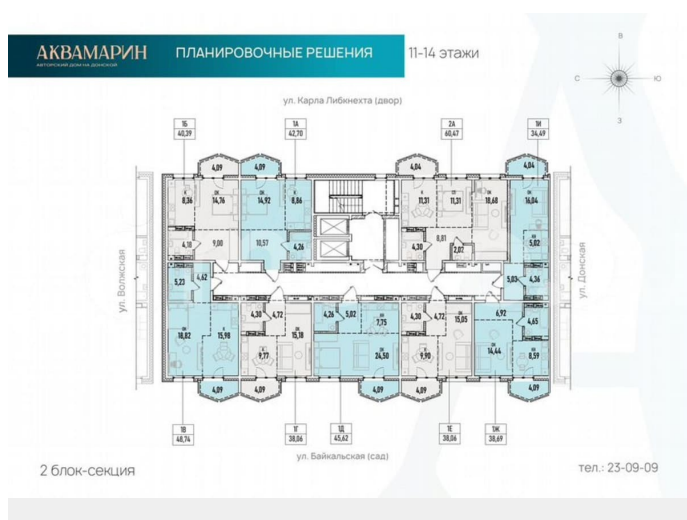 АКВАМАРИН
АВТОРСКИЙ ДОМ НА ДОНСКОЙ
ПЛАНИРОВОЧНЫЕ РЕШЕНИЯ
11-14 этажи
В
С
Ю
З
ул. Карла Либкнехта (двор)
1Б
40,39
1А
42,70
2А
60,47
1И
34,49
4,09
4,09
4,04
4,04
8,36
14,76
14,92
8,86
11,31
11,31
18,68
16,04
4,18
9,00
10,57
4,26
4,30
8,81
2,02
5,02
ул. Волжская
ул. Донская
5,23
4,62
5,03
4,36
18,82
15,98
4,30
4,72
15,18
9,77
4,26
5,02
7,75
24,50
4,30
4,72
15,05
9,90
6,92
4,65
14,44
8,59
4,09
4,09
4,09
4,09
4,09
1В
48,74
1Г
38,06
1Д
45,62
1Е
38,06
1Ж
38,69
ул. Байкальская (сад)
2 блок-секция
тел.: 23-09-09